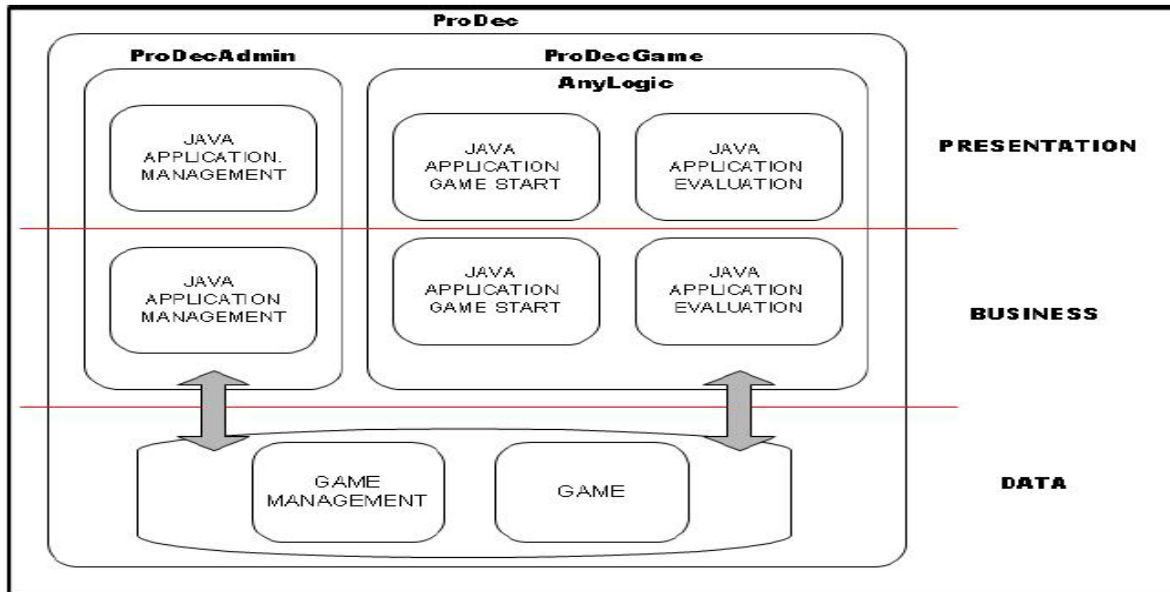 ProDec
ProDecAdmin
ProDecGame
AnyLogic
JAVA
APPLICATION.
MANAGEMENT
JAVA
APPLICATION
GAME START
JAVA
APPLICATION
EVALUATION
PRESENTATION
JAVA
APPLICATION
MANAGEMENT
JAVA
APPLICATION
GAME START
JAVA
APPLICATION
EVALUATION
BUSINESS
GAME
MANAGEMENT
GAME
DATA